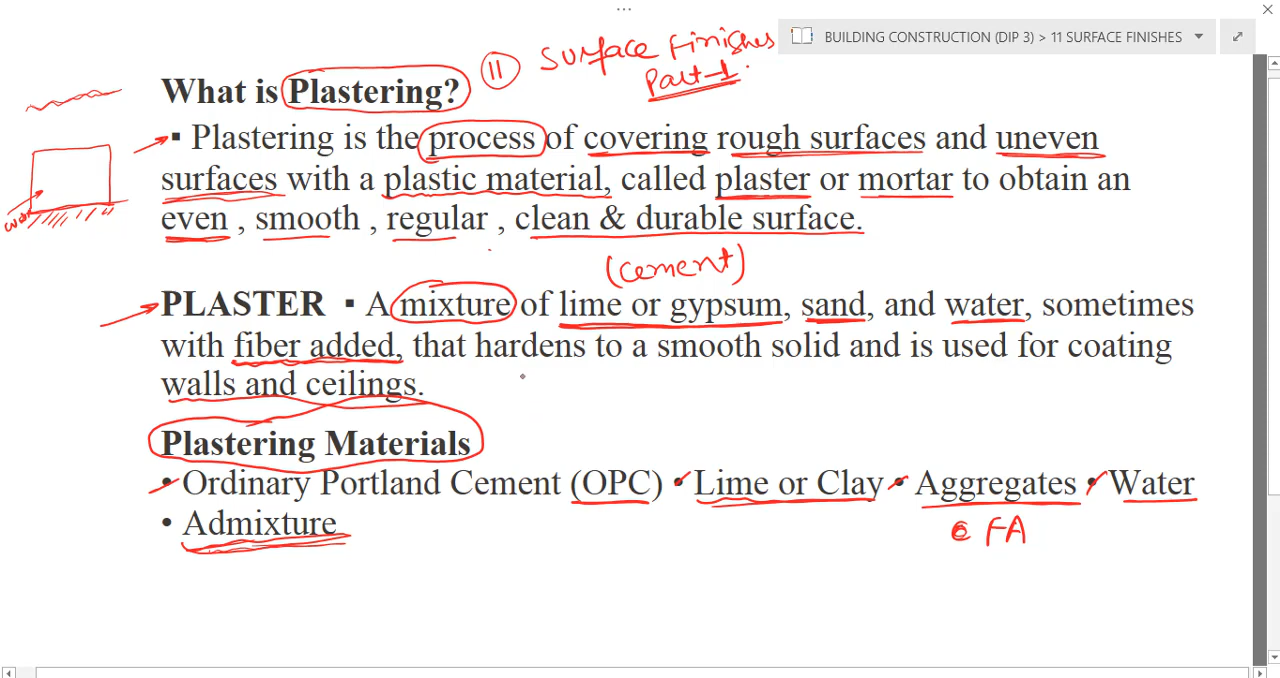 ...
BUILDING CONSTRUCTION (DIP 3) > 11 SURFACE FINISHES
11 Surface Finishes
Part-1.
What is Plastering?
▪ Plastering is the process of covering rough surfaces and uneven
surfaces with a plastic material, called plaster or mortar to obtain an
even , smooth , regular , clean & durable surface.
(cement)
PLASTER ▪ A mixture of lime or gypsum, sand, and water, sometimes
with fiber added, that hardens to a smooth solid and is used for coating
walls and ceilings.
Plastering Materials
• Ordinary Portland Cement (OPC) • Lime or Clay • Aggregates • Water
• Admixture
FA